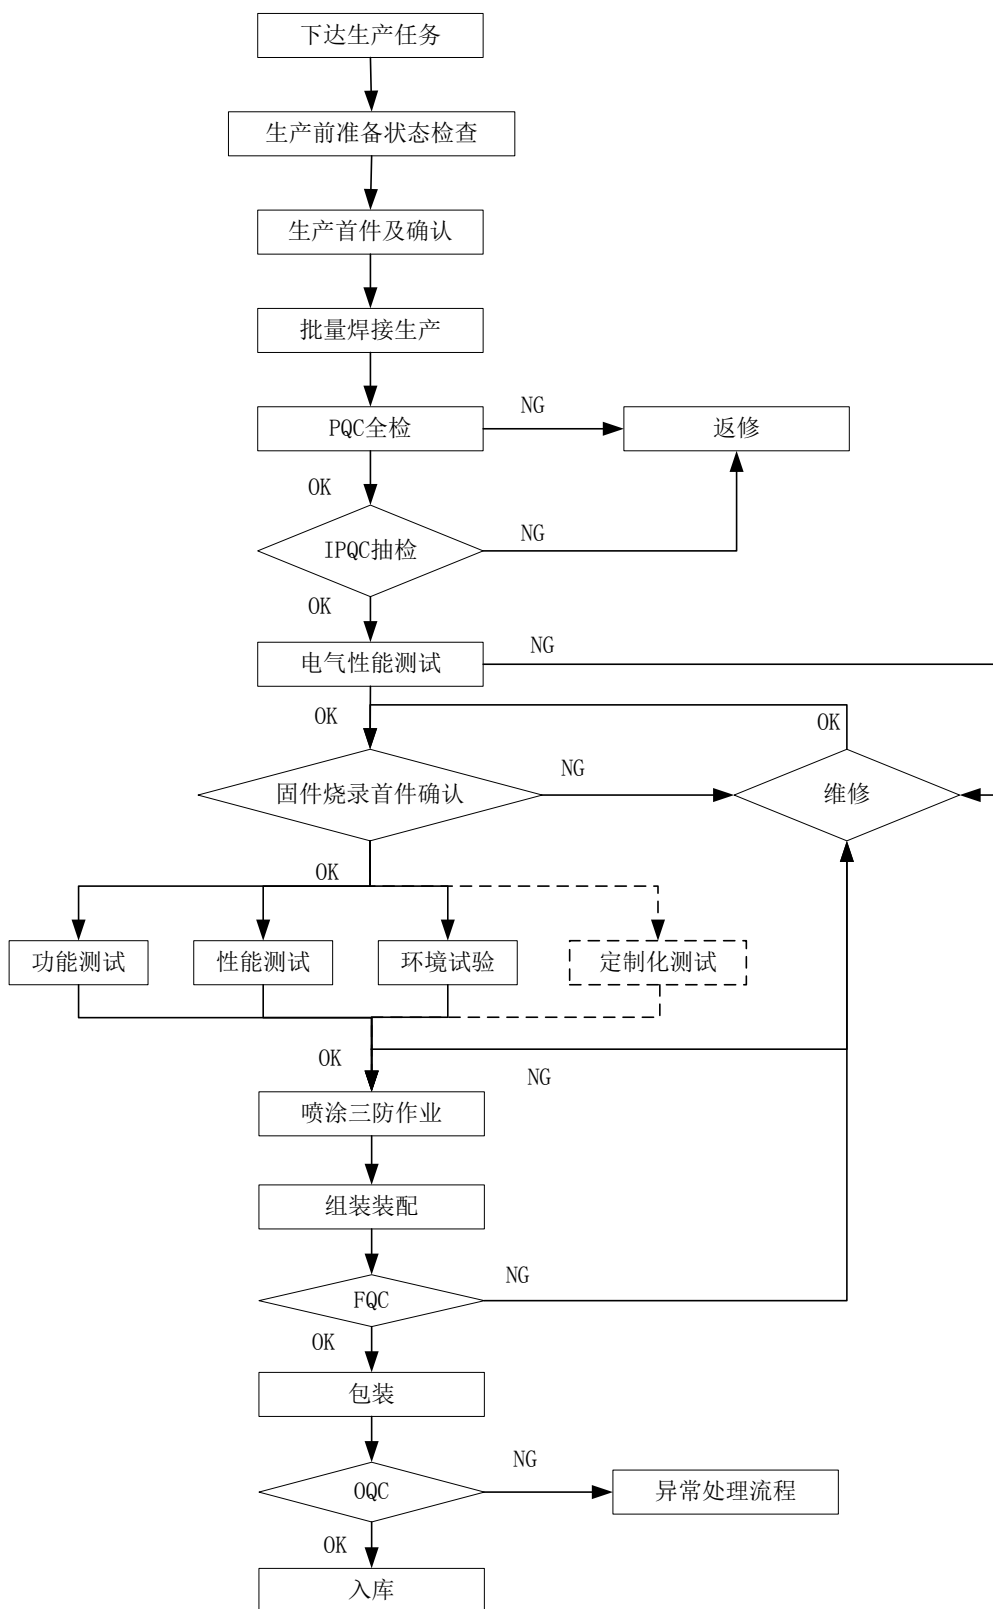 下达生产任务
生产前准备状态检查
生产首件及确认
批量焊接生产
NG
PQC全检
返修
OK
NG
IPQC抽检
OK
NG
电气性能测试
OK
OK
NG
固件烧录首件确认
维修
OK
功能测试
性能测试
环境试验
定制化测试
OK
NG
喷涂三防作业
组装装配
NG
FQC
OK
包装
NG
OQC
异常处理流程
OK
入库